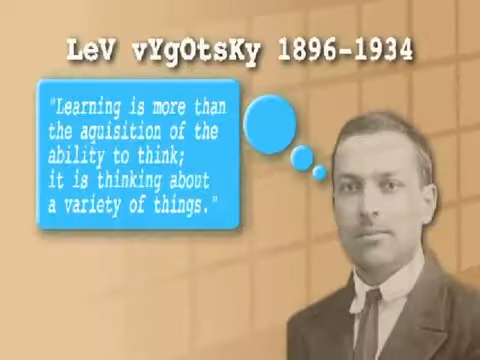 LeV vYgOtsKy 1896-1934
"Learning is more than
the aquisition of the
ability to think;
it is thinking about
a variety of things."